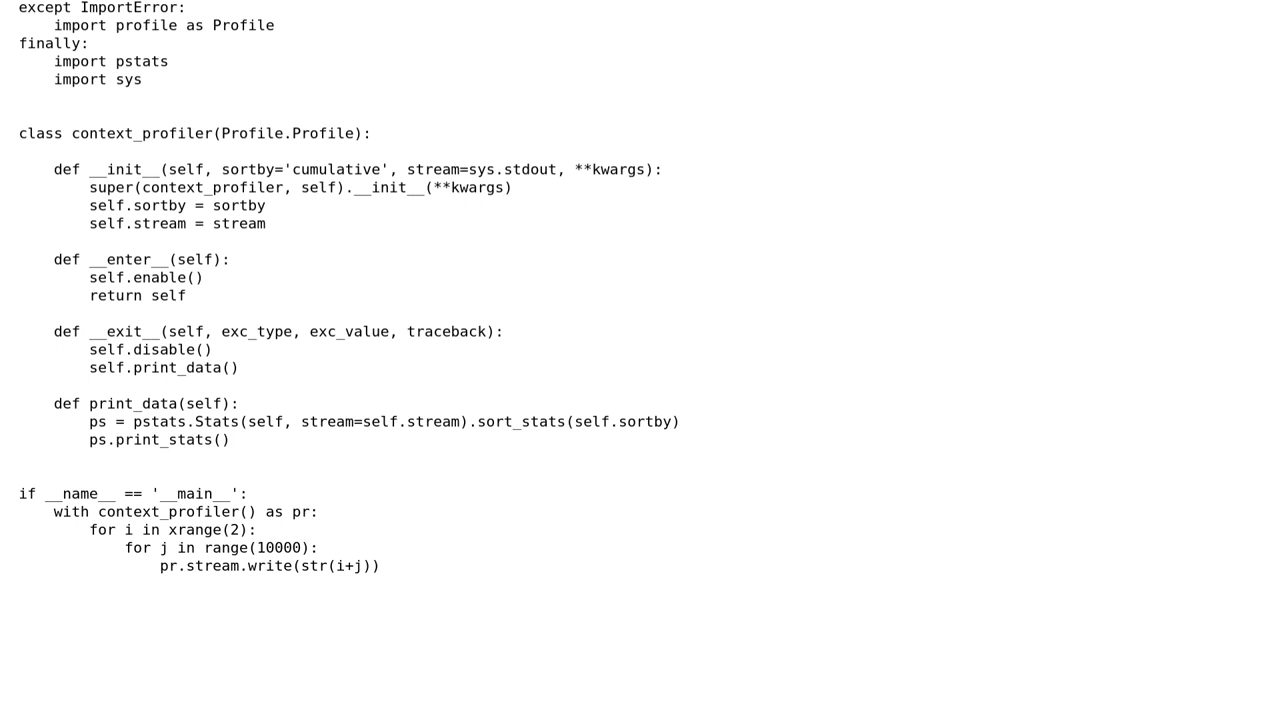 except ImportError:
    import profile as Profile
finally:
    import pstats
    import sys


class context_profiler(Profile.Profile):

    def __init__(self, sortby='cumulative', stream=sys.stdout, **kwargs):
        super(context_profiler, self).__init__(**kwargs)
        self.sortby = sortby
        self.stream = stream

    def __enter__(self):
        self.enable()
        return self

    def __exit__(self, exc_type, exc_value, traceback):
        self.disable()
        self.print_data()

    def print_data(self):
        ps = pstats.Stats(self, stream=self.stream).sort_stats(self.sortby)
        ps.print_stats()


if __name__ == '__main__':
    with context_profiler() as pr:
        for i in xrange(2):
            for j in range(10000):
                pr.stream.write(str(i+j))